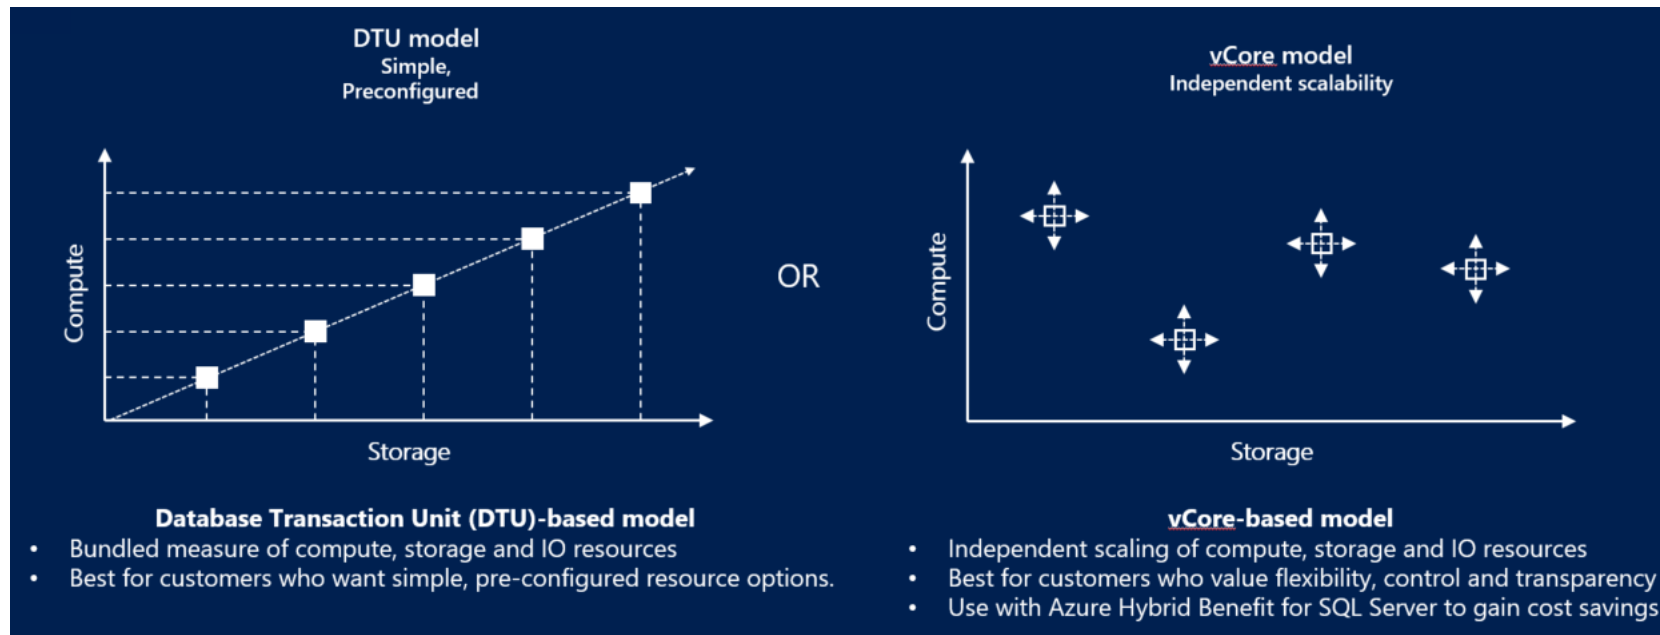 DTU model
Simple,
Preconfigured
Compute
Storage
OR
vCore model
Independent scalability
Compute
Storage
Database Transaction Unit (DTU)-based model
• Bundled measure of compute, storage and IO resources
• Best for customers who want simple, pre-configured resource options.
vCore-based model
• Independent scaling of compute, storage and IO resources
• Best for customers who value flexibility, control and transparency
• Use with Azure Hybrid Benefit for SQL Server to gain cost savings